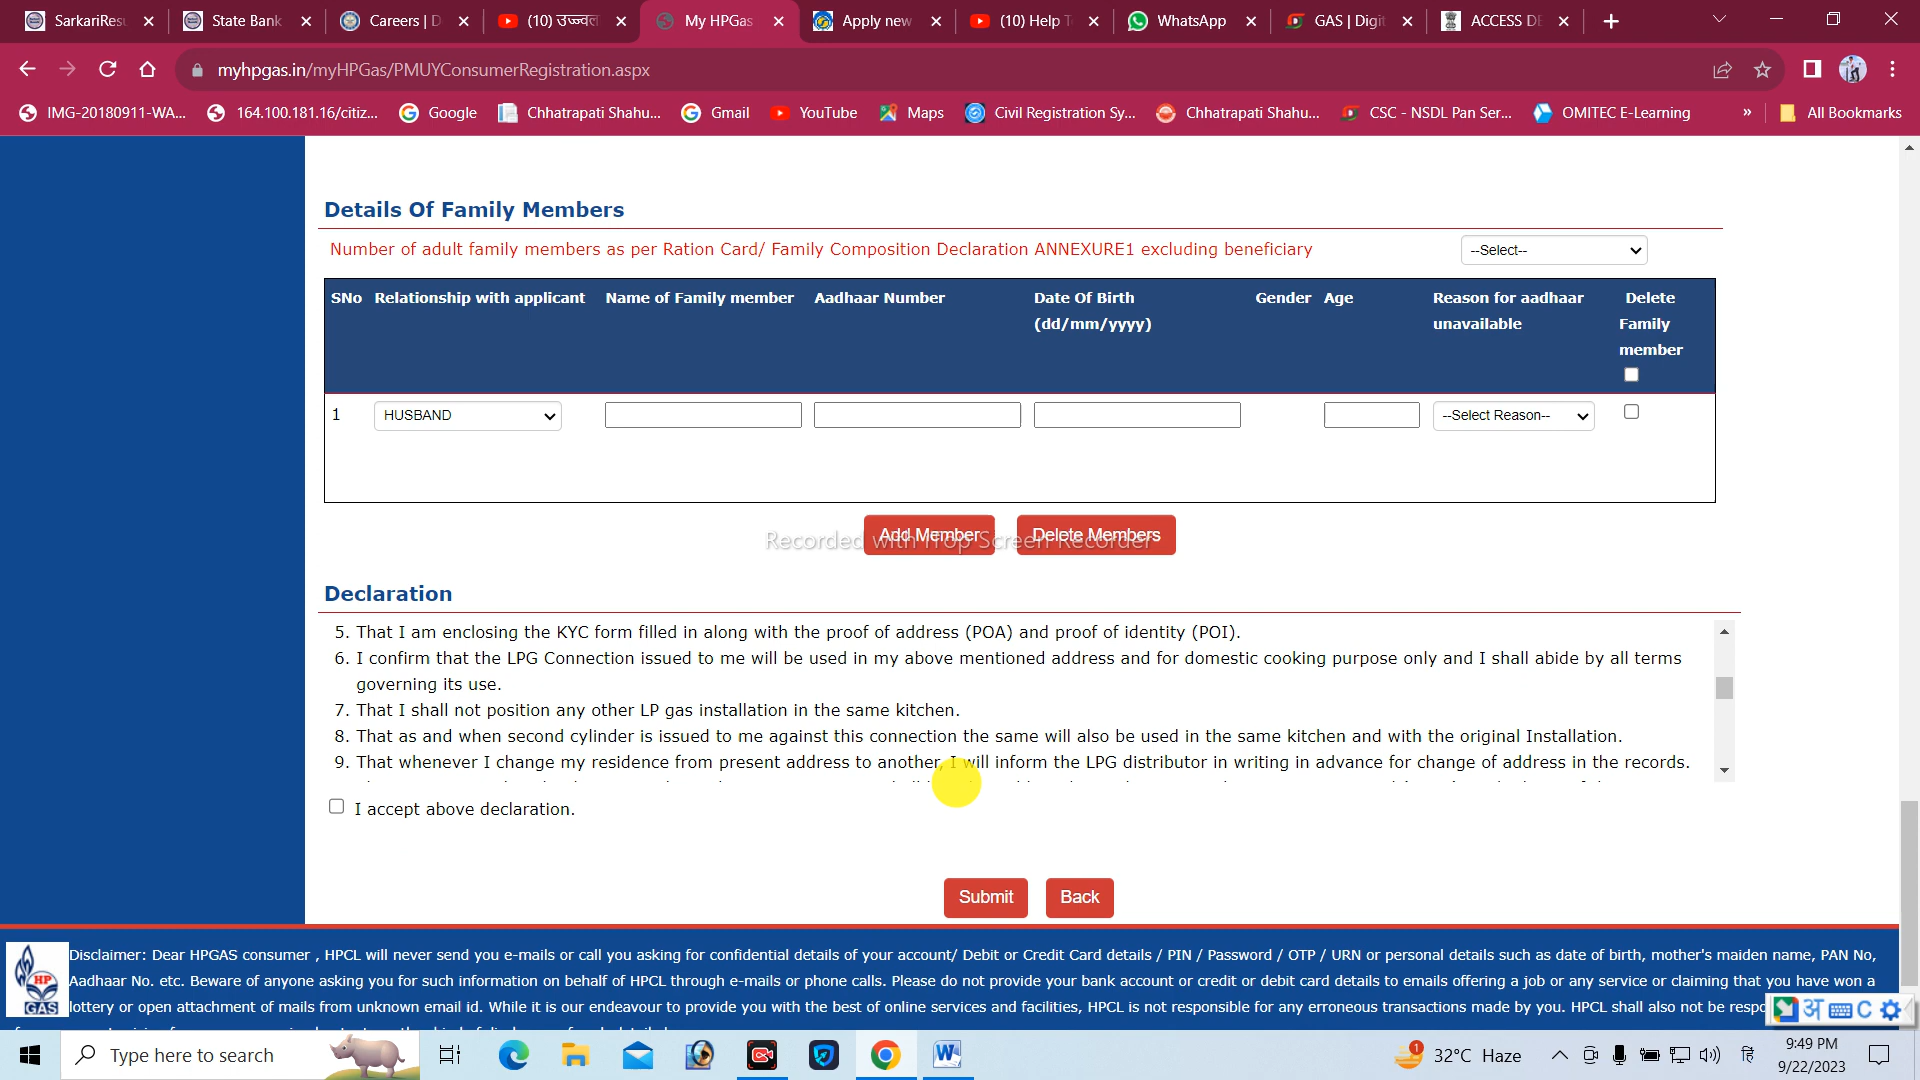 SarkariRes
State Bank
Careers | D
(10) उज्ज्वल
My HPGas
Apply new
(10) Help T
WhatsApp
GAS | Digit
ACCESS DE
myhpgas.in/myHPGas/PMUYConsumerRegistration.aspx
IMG-20180911-WA...
164.100.181.16/citiz...
Google
Chhatrapati Shahu...
Gmail
YouTube
Maps
Civil Registration Sy...
Chhatrapati Shahu...
CSC - NSDL Pan Ser...
OMITEC E-Learning
»
All Bookmarks
Details Of Family Members
Number of adult family members as per Ration Card/ Family Composition Declaration ANNEXURE1 excluding beneficiary
--Select--
SNo Relationship with applicant Name of Family member Aadhaar Number Date Of Birth (dd/mm/yyyy) Gender Age Reason for aadhaar unavailable Delete Family member
1 HUSBAND --Select Reason--
Add Member Delete Members
Recorded with iTop Screen Recorder
Declaration
5. That I am enclosing the KYC form filled in along with the proof of address (POA) and proof of identity (POI).
6. I confirm that the LPG Connection issued to me will be used in my above mentioned address and for domestic cooking purpose only and I shall abide by all terms
governing its use.
7. That I shall not position any other LP gas installation in the same kitchen.
8. That as and when second cylinder is issued to me against this connection the same will also be used in the same kitchen and with the original Installation.
9. That whenever I change my residence from present address to another, I will inform the LPG distributor in writing in advance for change of address in the records.
I accept above declaration.
Submit Back
HP
GAS
Disclaimer: Dear HPGAS consumer , HPCL will never send you e-mails or call you asking for confidential details of your account/ Debit or Credit Card details / PIN / Password / OTP / URN or personal details such as date of birth, mother's maiden name, PAN No,
Aadhaar No. etc. Beware of anyone asking you for such information on behalf of HPCL through e-mails or phone calls. Please do not provide your bank account or credit or debit card details to emails offering a job or any service or claiming that you have won a
lottery or open attachment of mails from unknown email id. While it is our endeavour to provide you with the best of online services and facilities, HPCL is not responsible for any erroneous transactions made by you. HPCL shall also not be resp
अ C
Type here to search
1
32°C Haze
हि
9:49 PM
9/22/2023